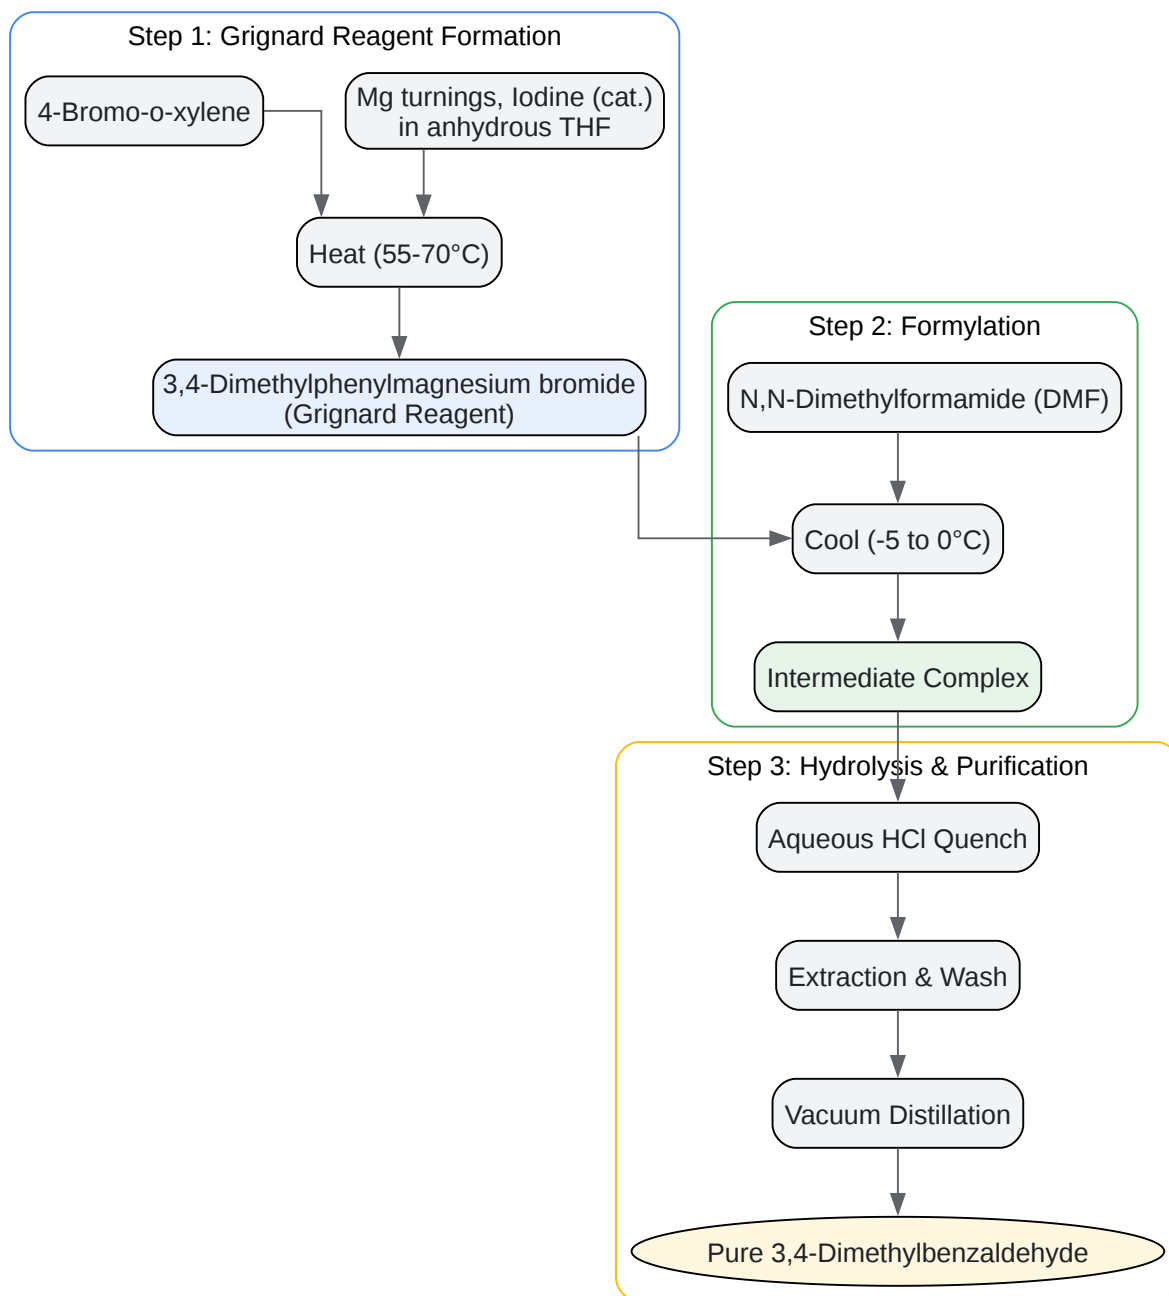 Step 1: Grignard Reagent Formation
4-Bromo-o-xylene
Mg turnings, Iodine (cat.)
in anhydrous THF
Heat (55-70°C)
3,4-Dimethylphenylmagnesium bromide
(Grignard Reagent)
Step 2: Formylation
N,N-Dimethylformamide (DMF)
Cool (-5 to 0°C)
Intermediate Complex
Step 3: Hydrolysis & Purification
Aqueous HCl Quench
Extraction & Wash
Vacuum Distillation
Pure 3,4-Dimethylbenzaldehyde